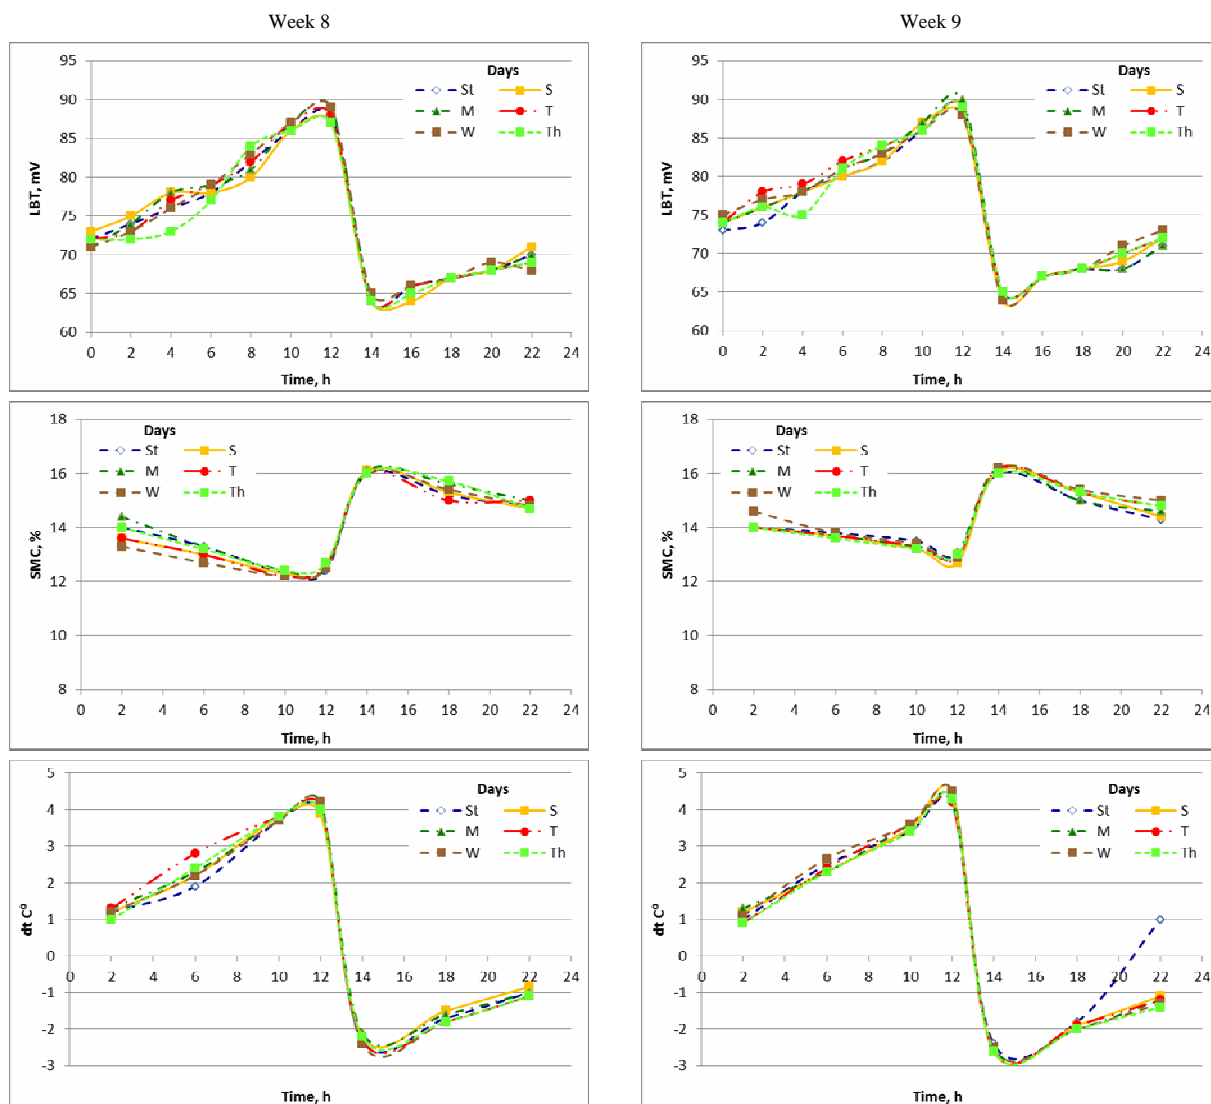 Week 8
Week 9
95
90
85
80
75
70
65
60
LBT, mV
Days
St S
M T
W Th
0 2 4 6 8 10 12 14 16 18 20 22 24
Time, h
95
90
85
80
75
70
65
60
LBT, mV
Days
St S
M T
W Th
0 2 4 6 8 10 12 14 16 18 20 22 24
Time, h
18
16
14
12
10
8
SMC, %
Days
St S
M T
W Th
0 2 4 6 8 10 12 14 16 18 20 22 24
Time, h
18
16
14
12
10
8
SMC, %
Days
St S
M T
W Th
0 2 4 6 8 10 12 14 16 18 20 22 24
Time, h
5
4
3
2
1
0
-1
-2
-3
dt C⁰
Days
St S
M T
W Th
0 2 4 6 8 10 12 14 16 18 20 22 24
Time, h
5
4
3
2
1
0
-1
-2
-3
dt C⁰
Days
St S
M T
W Th
0 2 4 6 8 10 12 14 16 18 20 22 24
Time, h